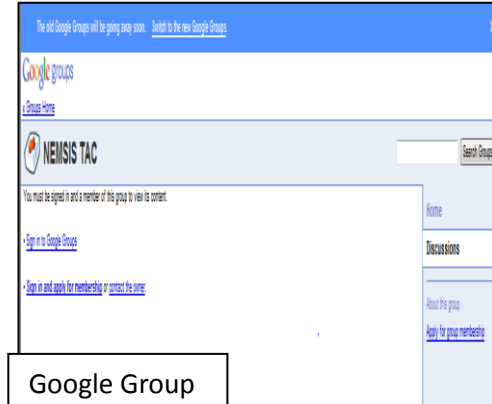 The old Google Groups will be going away soon. Switch to the new Google Groups.
Google groups
« Groups Home
NEMSIS TAC
Search Groups
You must be signed in and a member of this group to view its content.
Home
• Sign in to Google Groups
Discussions
• Sign in and apply for membership or contact the owner.
About this group
Apply for group membership
Google Group